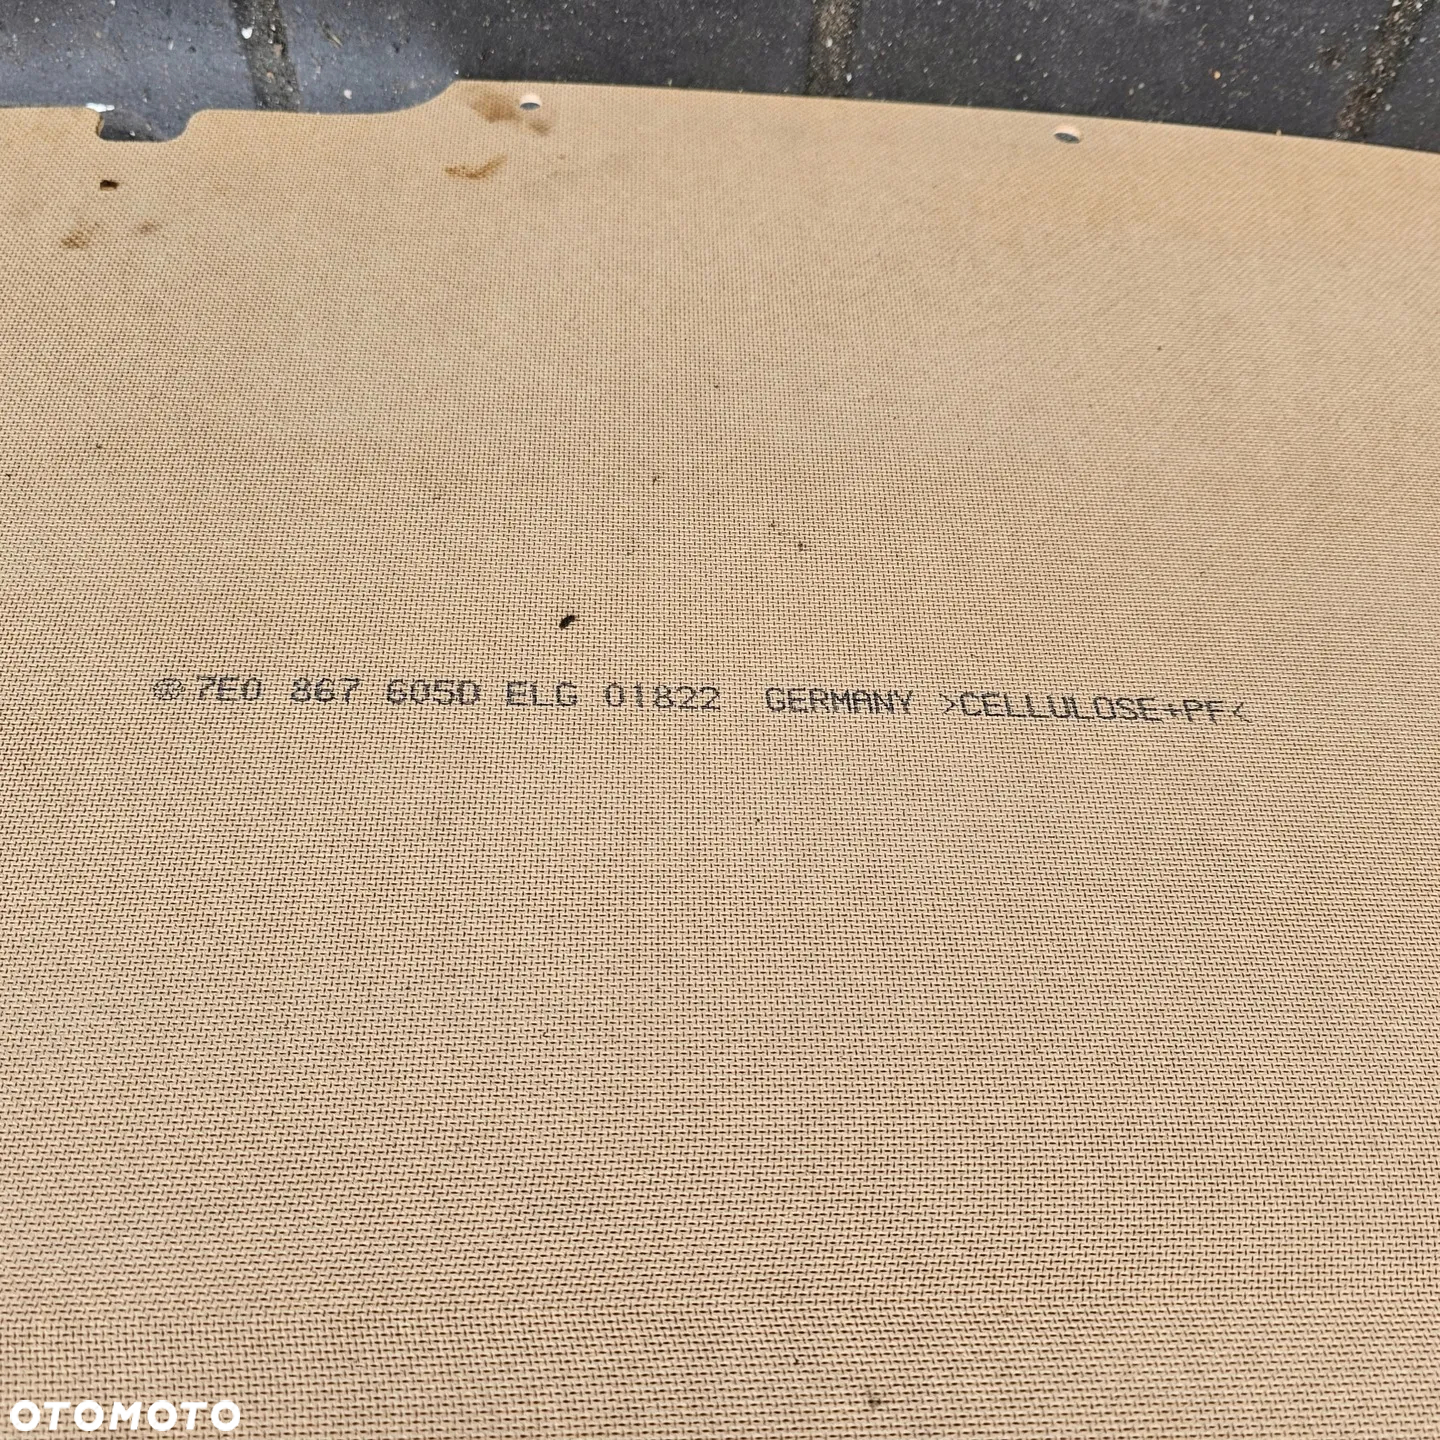 7E0 867 605D ELG 01822 GERMANY >CELLULOSE+PF<
OTOMOTO